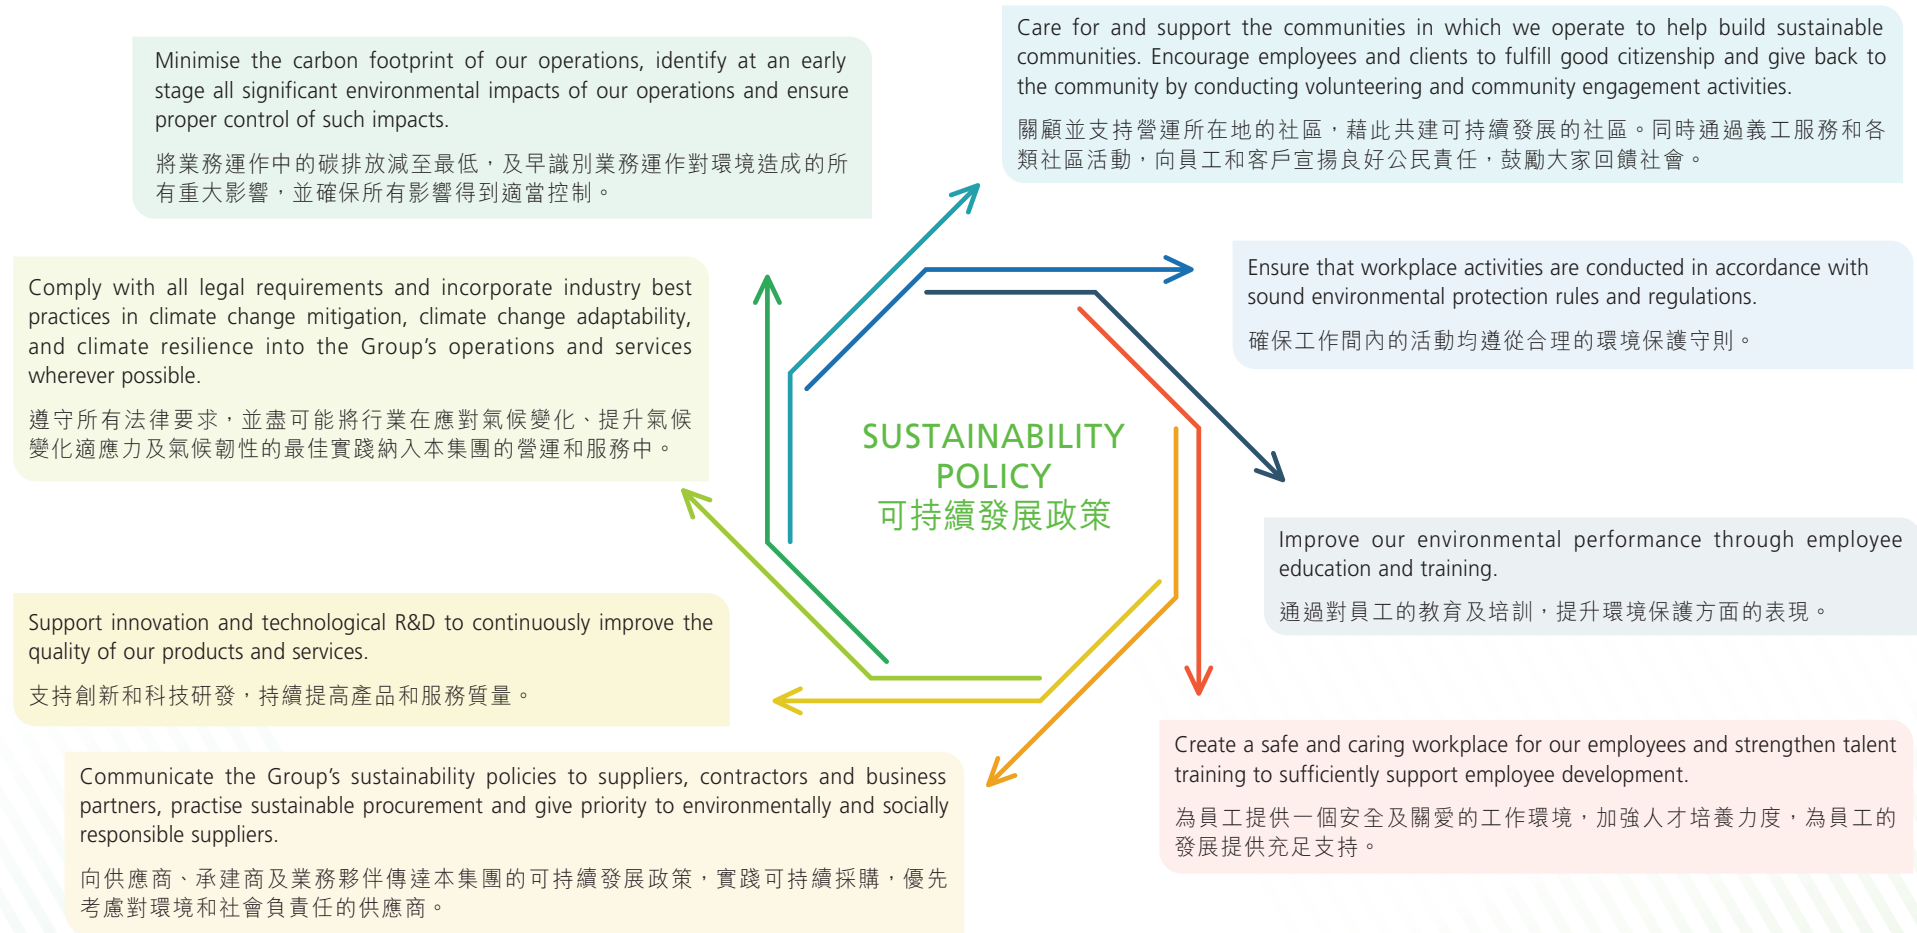 Minimise the carbon footprint of our operations, identify at an early
stage all significant environmental impacts of our operations and ensure
proper control of such impacts.
將業務運作中的碳排放減至最低，及早識別業務運作對環境造成的所
有重大影響，並確保所有影響得到適當控制。
Care for and support the communities in which we operate to help build sustainable
communities. Encourage employees and clients to fulfill good citizenship and give back to
the community by conducting volunteering and community engagement activities.
關顧並支持營運所在地的社區，藉此共建可持續發展的社區。同時通過義工服務和各
類社區活動，向員工和客戶宣揚良好公民責任，鼓勵大家回饋社會。
Comply with all legal requirements and incorporate industry best
practices in climate change mitigation, climate change adaptability,
and climate resilience into the Group's operations and services
wherever possible.
遵守所有法律要求，並盡可能將行業在應對氣候變化、提升氣候
變化適應力及氣候韌性的最佳實踐納入本集團的營運和服務中。
Ensure that workplace activities are conducted in accordance with
sound environmental protection rules and regulations.
確保工作間內的活動均遵從合理的環境保護守則。
SUSTAINABILITY
POLICY
可持續發展政策
Improve our environmental performance through employee
education and training.
通過對員工的教育及培訓，提升環境保護方面的表現。
Support innovation and technological R&D to continuously improve the
quality of our products and services.
支持創新和科技研發，持續提高產品和服務質量。
Create a safe and caring workplace for our employees and strengthen talent
training to sufficiently support employee development.
為員工提供一個安全及關愛的工作環境，加強人才培養力度，為員工的
發展提供充足支持。
Communicate the Group's sustainability policies to suppliers, contractors and business
partners, practise sustainable procurement and give priority to environmentally and socially
responsible suppliers.
向供應商、承建商及業務夥伴傳達本集團的可持續發展政策，實踐可持續採購，優先
考慮對環境和社會負責任的供應商。